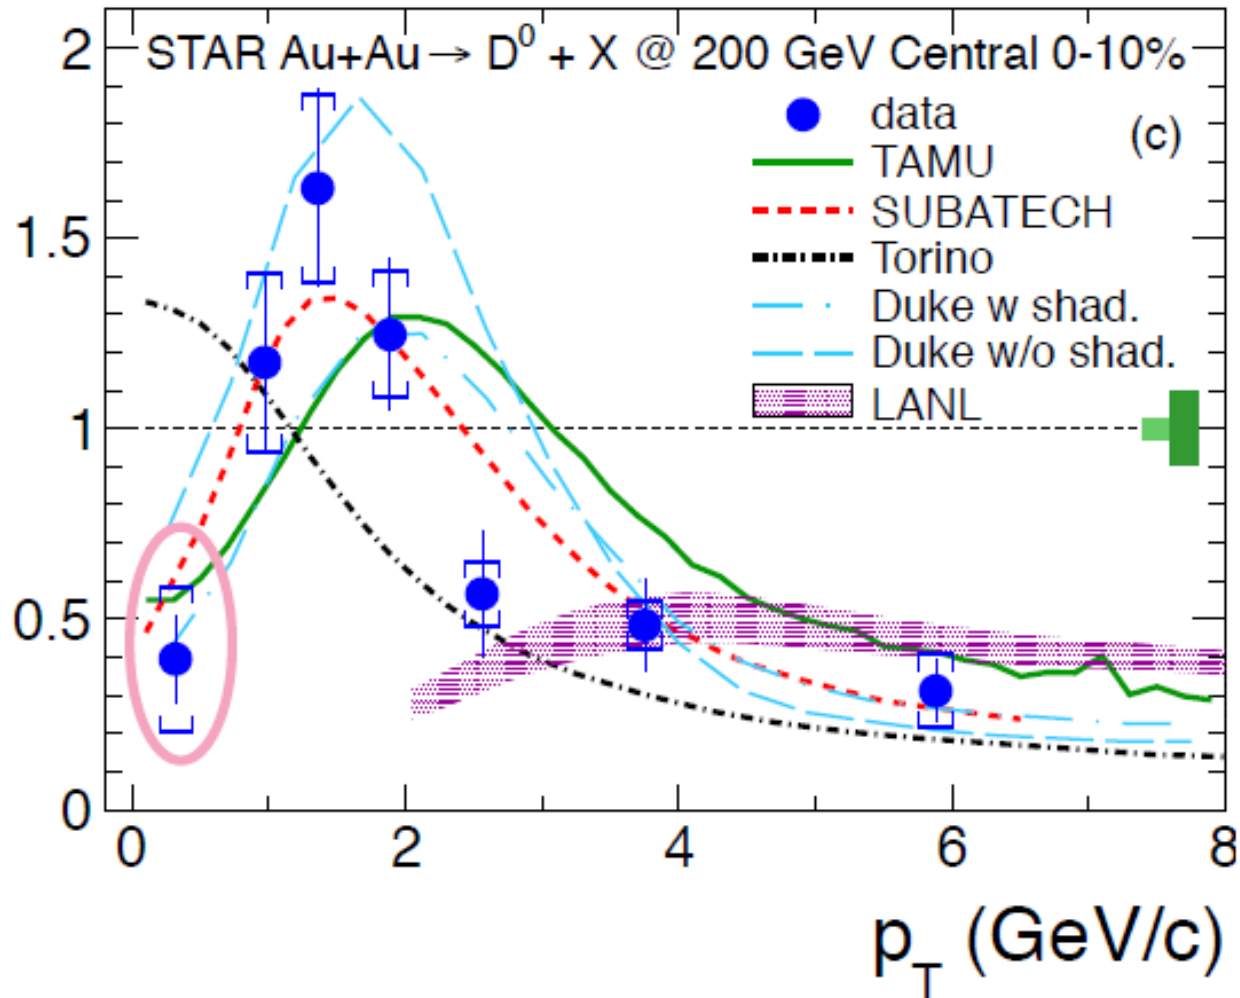 STAR Au+Au → D⁰ + X @ 200 GeV Central 0-10%
data
(c)
TAMU
SUBATECH
Torino
Duke w shad.
Duke w/o shad.
LANL
2
1.5
1
0.5
0
0 2 4 6 8
p_T (GeV/c)